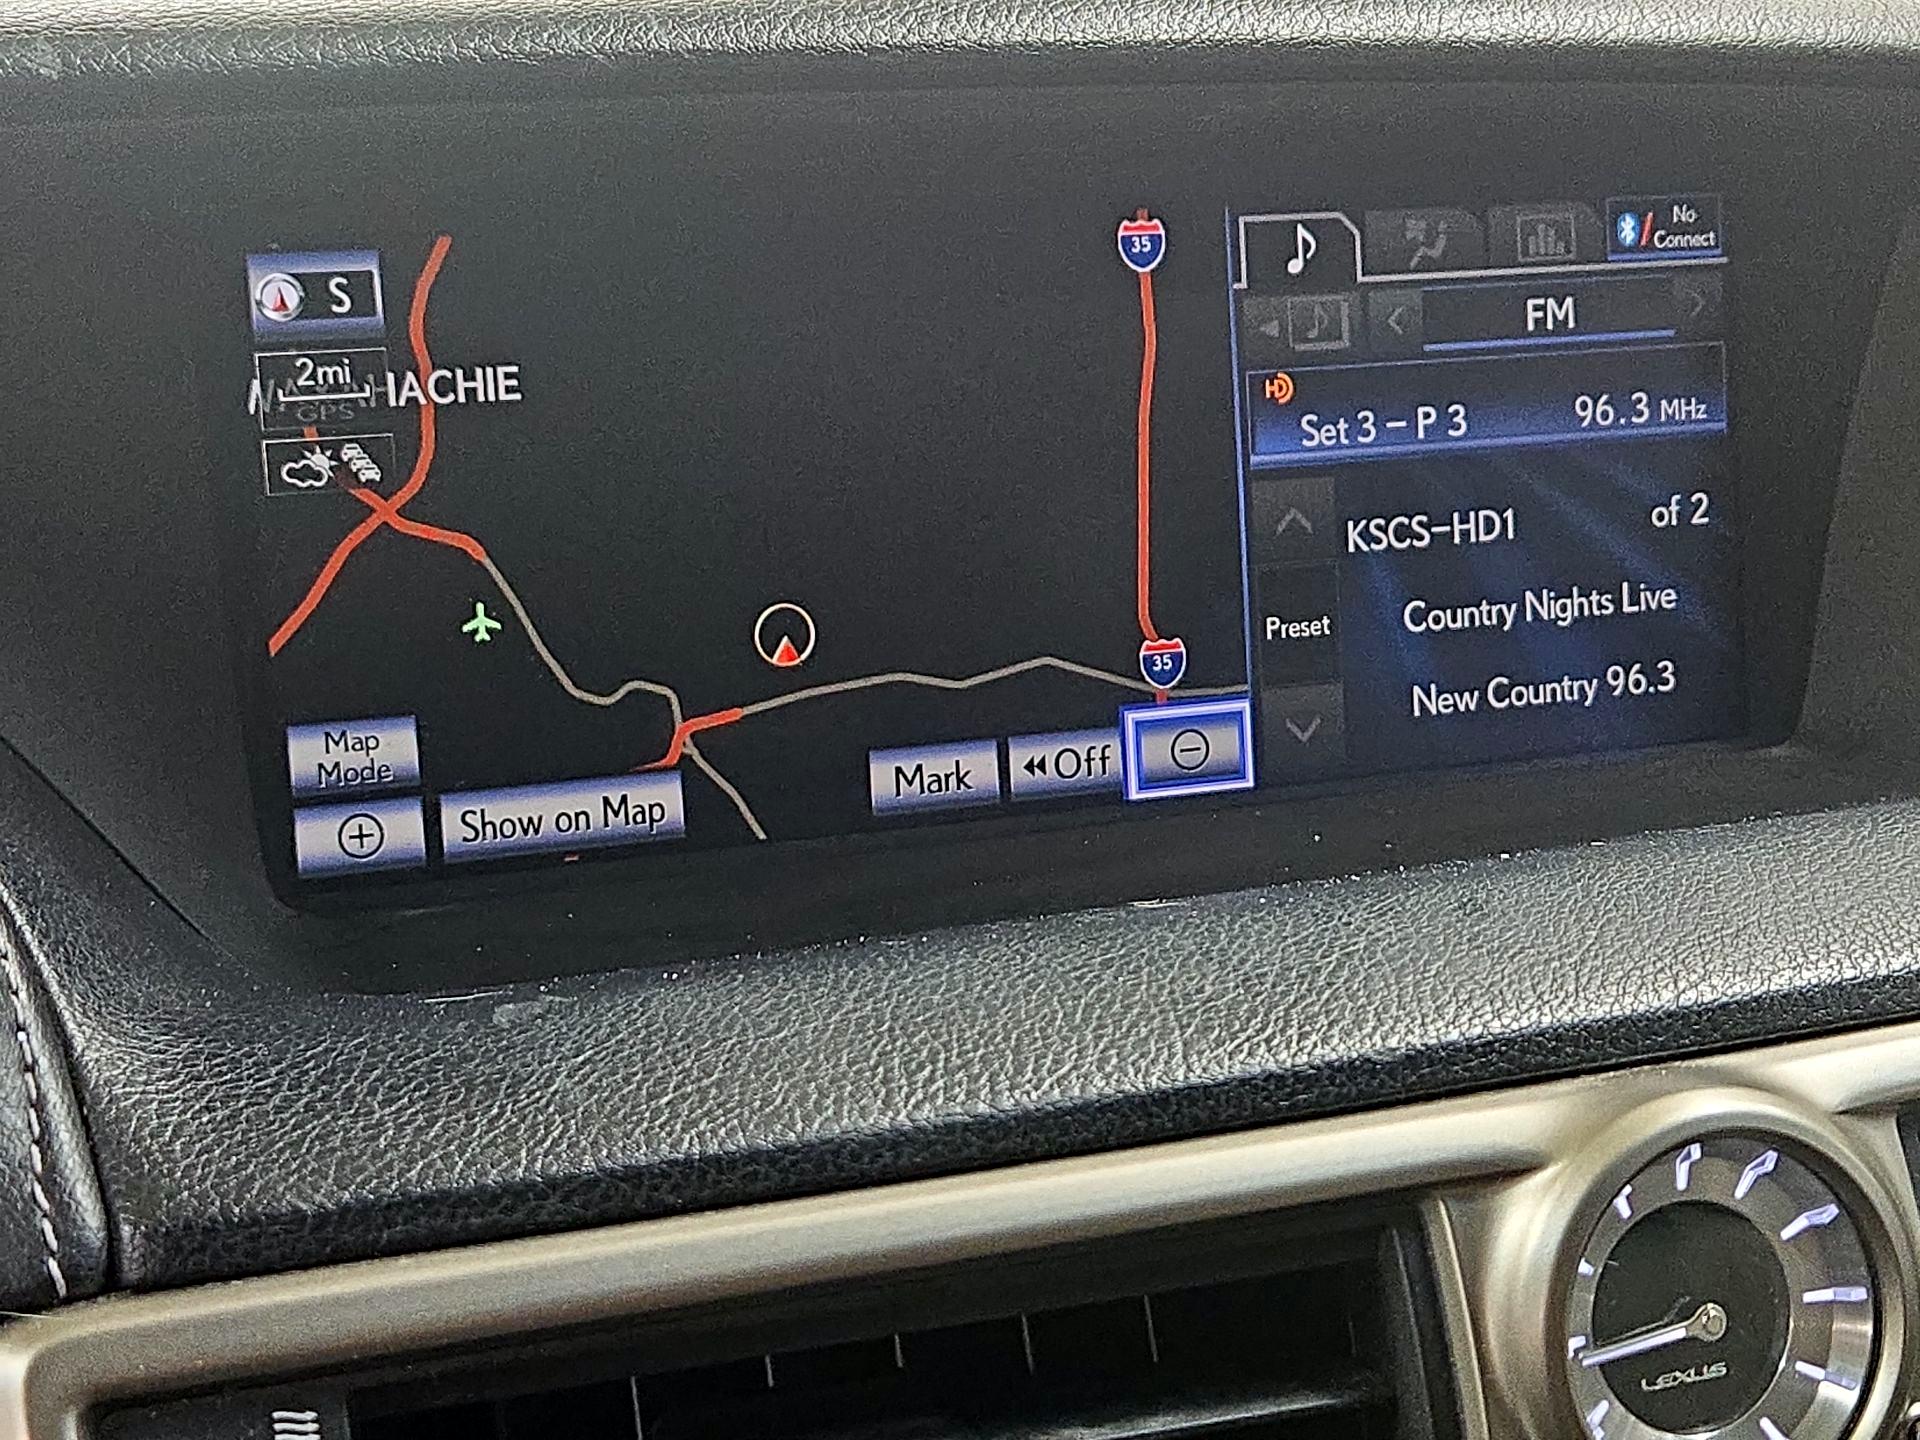 S
2mi
GPS
HACHIE
35
35
Map
Mode
Show on Map
Mark
Off
No
Connect
FM
HD
Set 3 - P 3
96.3 MHz
KSCS-HD1
of 2
Preset
Country Nights Live
New Country 96.3
LEXUS